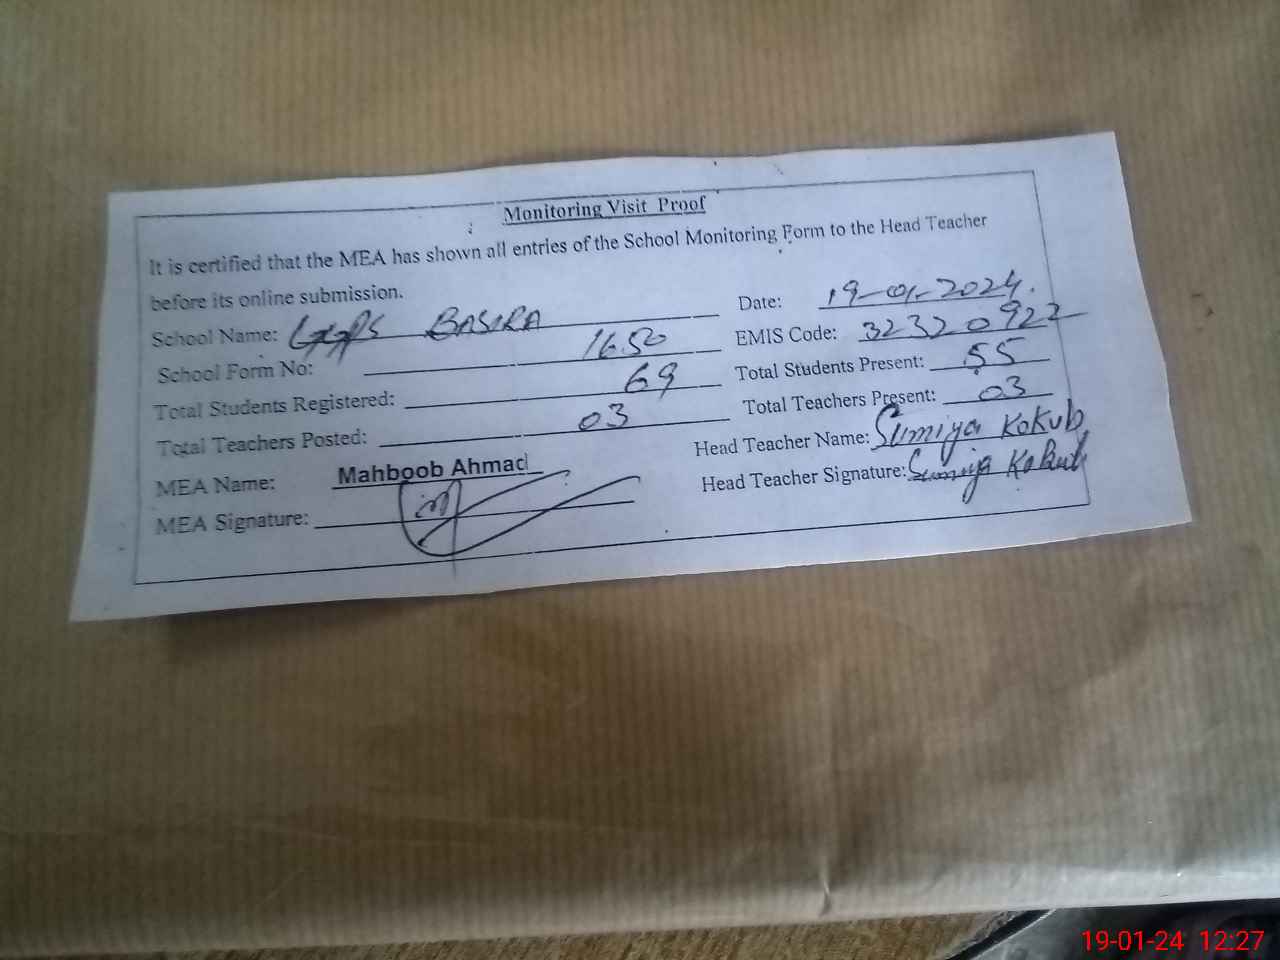 Monitoring Visit Proof
It is certified that the MEA has shown all entries of the School Monitoring Form to the Head Teacher
before its online submission.
Date: 19-01-2024.
School Name: GGPS BASIRA
EMIS Code: 32320922
School Form No: 1650
Total Students Present: 55
Total Students Registered: 69
Total Teachers Present: 03
Total Teachers Posted: 03
Head Teacher Name: Sumiya Kokub
MEA Name: Mahboob Ahmad
Head Teacher Signature: Sumiya Kokub
MEA Signature:
19-01-24 12:27